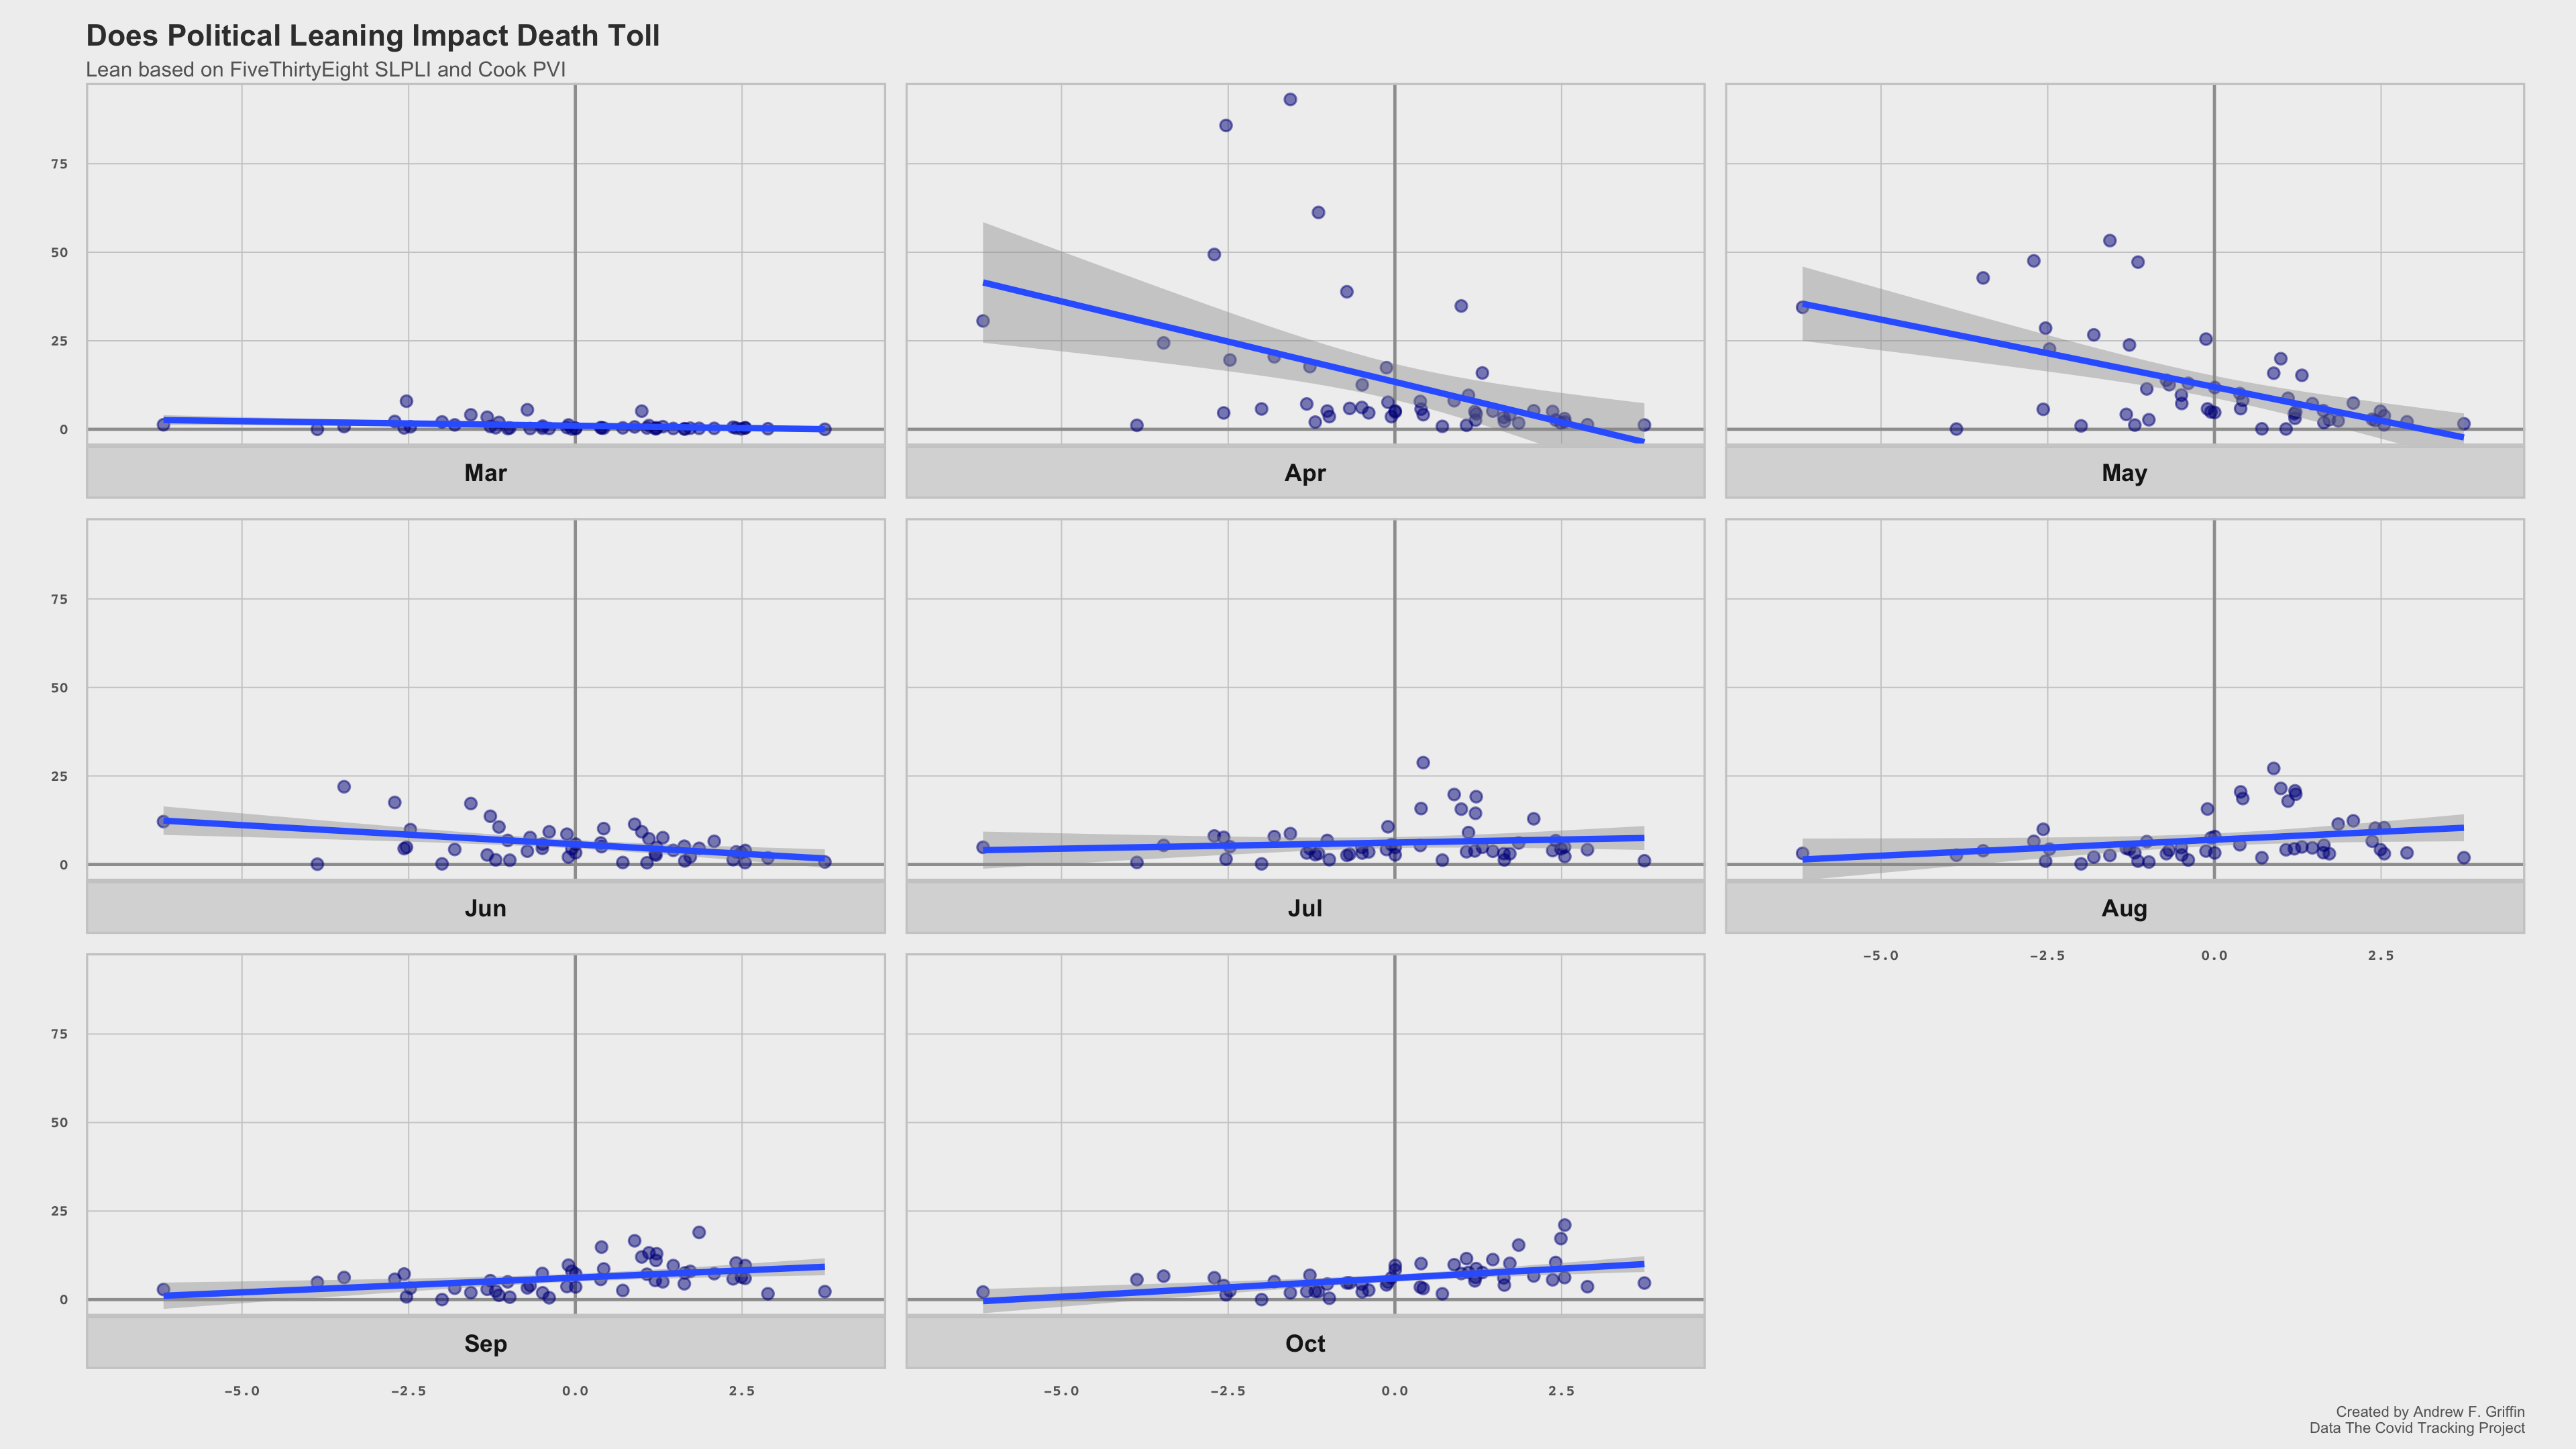 Does Political Leaning Impact Death Toll
Lean based on FiveThirtyEight SLPLI and Cook PVI
75
50
25
0
Mar
Apr
May
75
50
25
0
Jun
Jul
Aug
-5.0 -2.5 0.0 2.5
75
50
25
0
Sep
Oct
-5.0 -2.5 0.0 2.5
-5.0 -2.5 0.0 2.5
Created by Andrew F. Griffin
Data The Covid Tracking Project